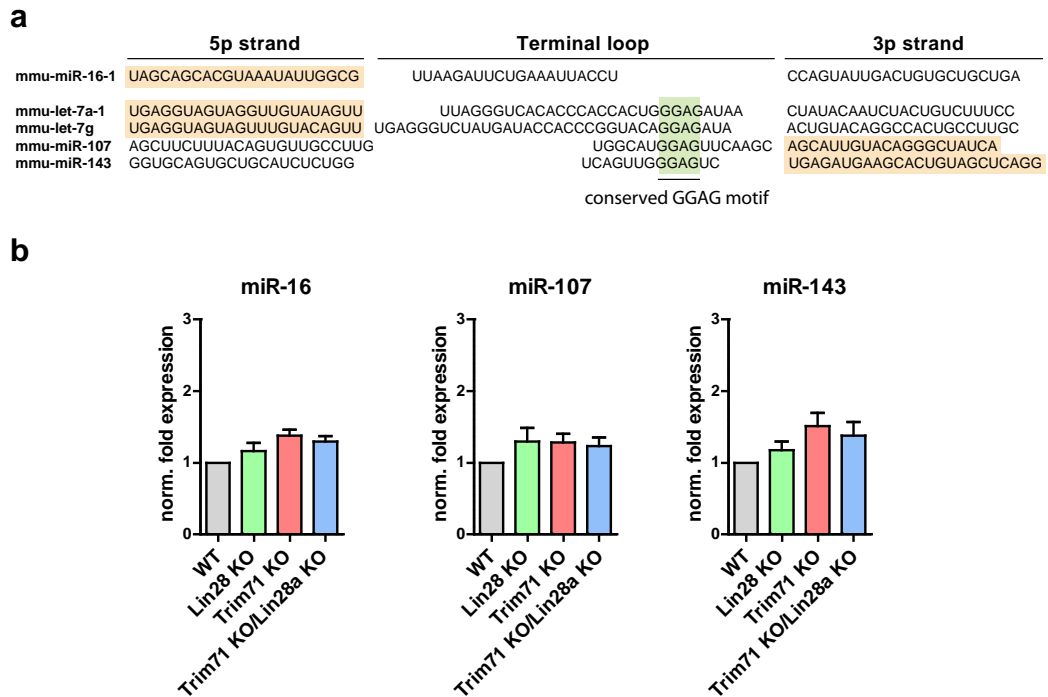 a
5p strand Terminal loop 3p strand
mmu-miR-16-1 UAGCAGCACGUAAAUAUUGGCG UUAAGAUUCUGAAAUUACCU CCAGUAUUGACUGUGCUGCUGA
mmu-let-7a-1 UGAGGUAGUAGGUUGUAUAGUU UUAGGGUCACACCCACCACUGGGAGAUAA CUAUACAAUCUACUGUCUUUCC
mmu-let-7g UGAGGUAGUAGUUUGUACAGUU UGAGGGUCUAUGAUACCACCCGGUACAGGAGAUA ACUGUACAGGCCACUGCCUUGC
mmu-miR-107 AGCUUCUUUACAGUGUUGCCUUG UGGCAUGGAGUUCAAGC AGCAUUGUACAGGGCUAUCA
mmu-miR-143 GGUGCAGUGCUGCAUCUCUGG UCAGUUGGGAGUC UGAGAUGAAGCACUGUAGCUCAGG
conserved GGAG motif
b
miR-16 miR-107 miR-143
norm. fold expression
3
2
1
0
WT
Lin28 KO
Trim71 KO
Trim71 KO/Lin28a KO
norm. fold expression
3
2
1
0
WT
Lin28 KO
Trim71 KO
Trim71 KO/Lin28a KO
norm. fold expression
3
2
1
0
WT
Lin28 KO
Trim71 KO
Trim71 KO/Lin28a KO